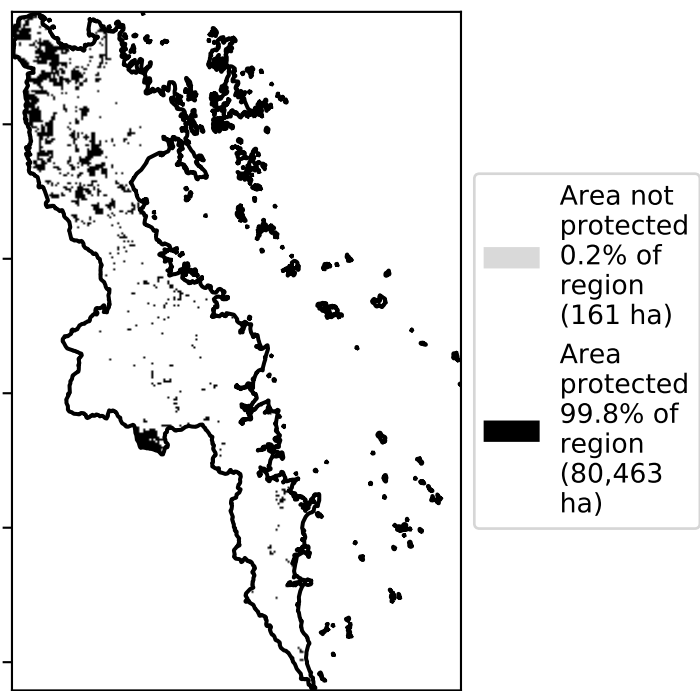 Area not
protected
0.2% of
region
(161 ha)
Area
protected
99.8% of
region
(80,463
ha)